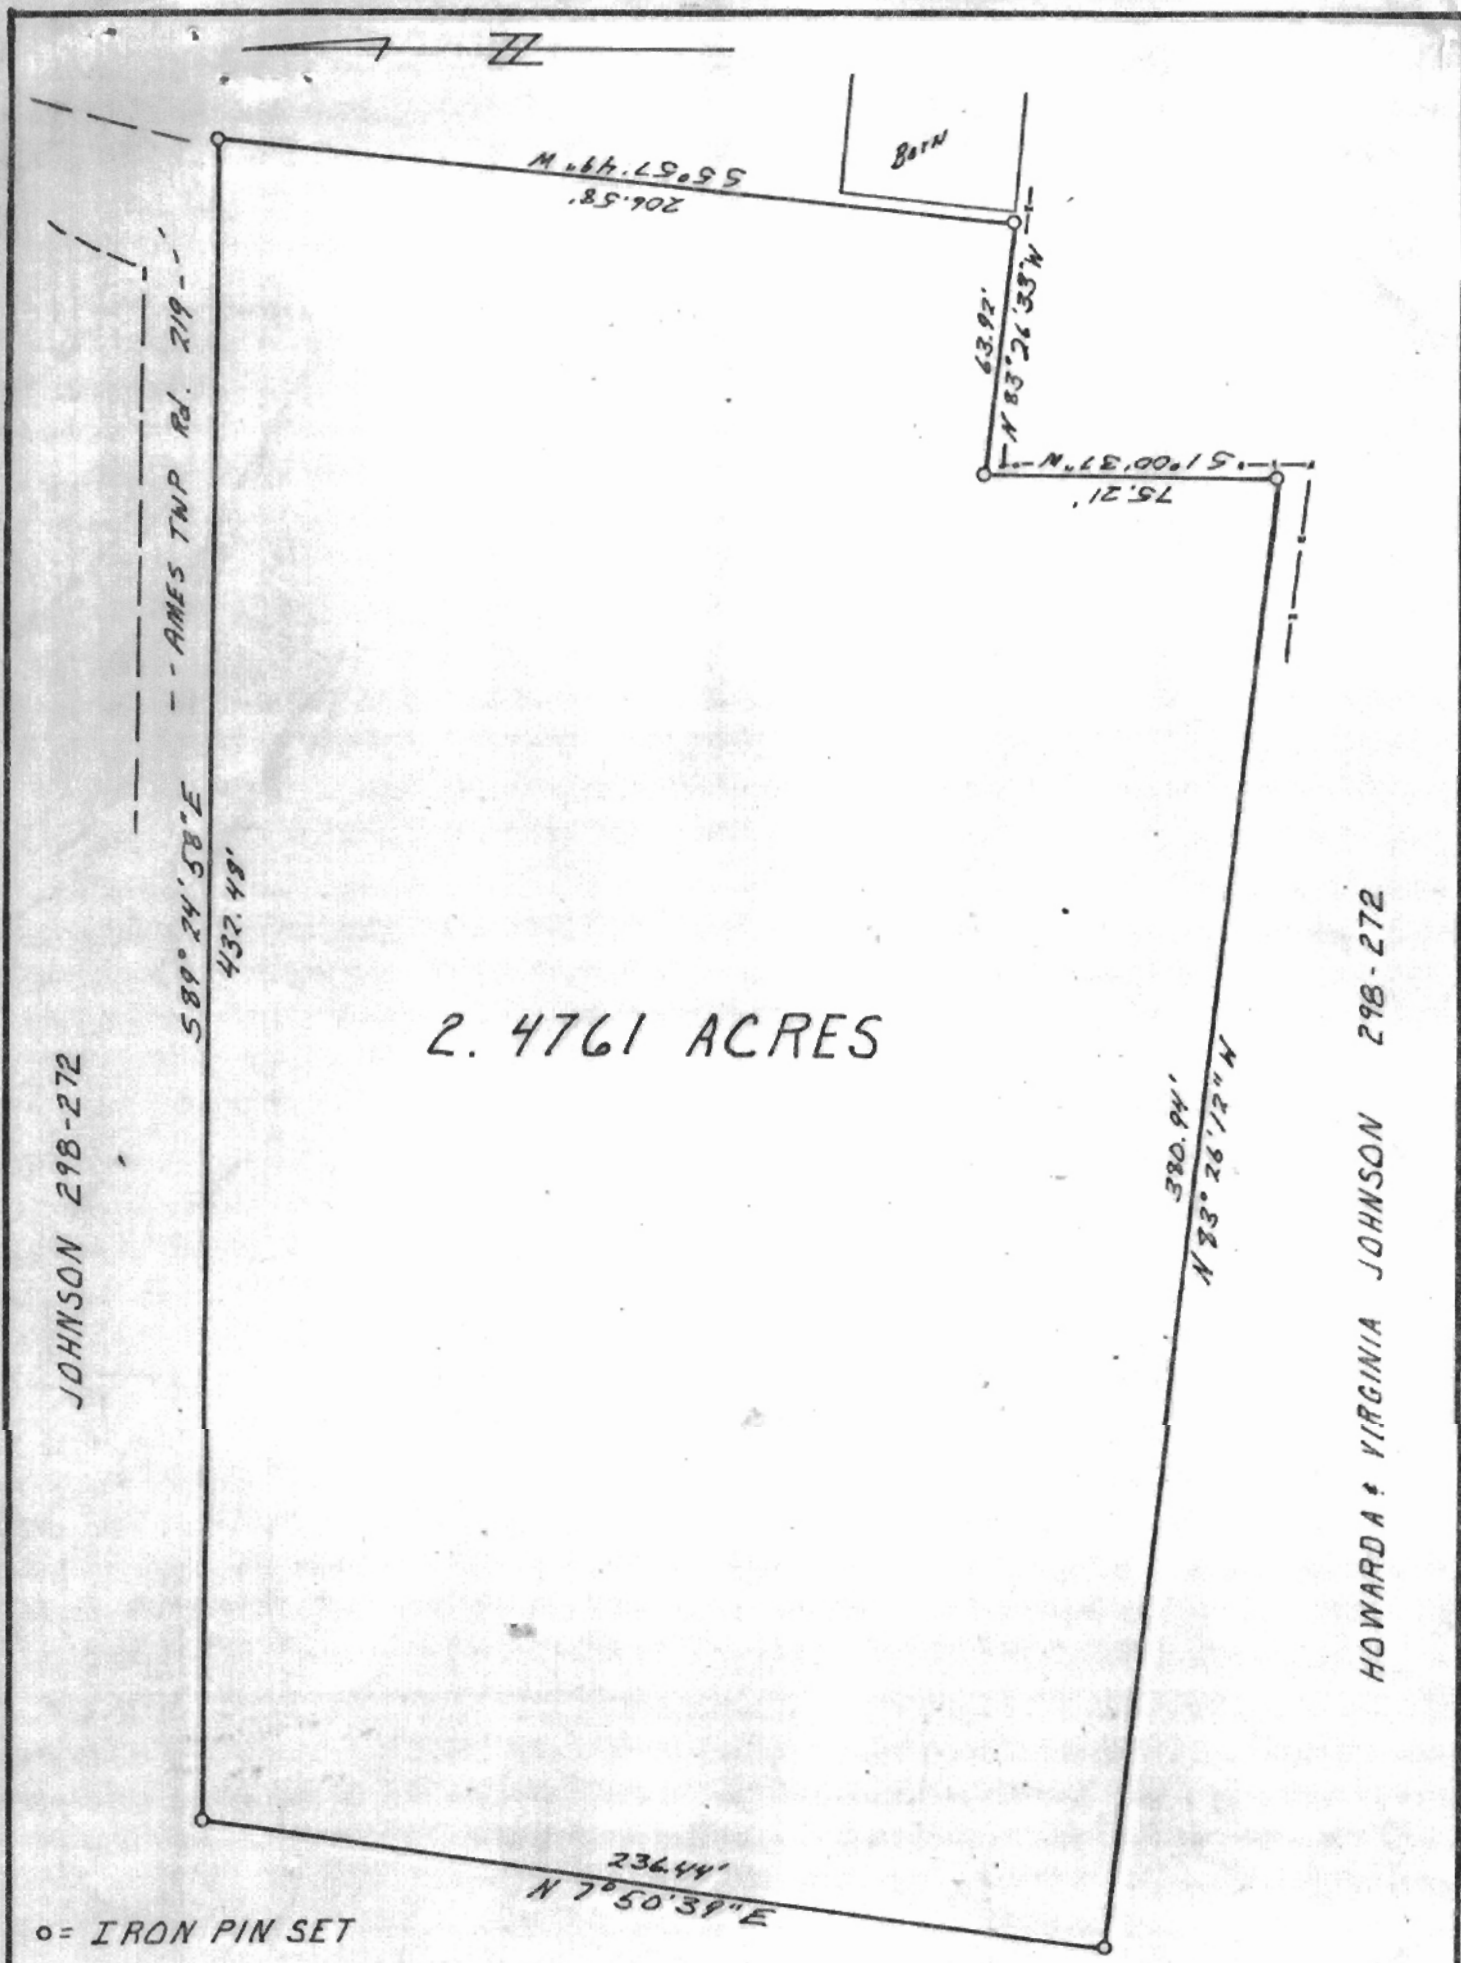 N
Barn
S 5° 57' 49" W
206.58'
63.92'
N 83° 26' 33" W
S 1° 00' 37" W
75.21'
-- AMES TWP Rd. 219 --
S 89° 24' 58" E
432.48'
2.4761 ACRES
380.94'
N 83° 26' 12" W
JOHNSON 298-272
HOWARD A & VIRGINIA JOHNSON 298-272
236.44'
N 7° 50' 39" E
o = IRON PIN SET